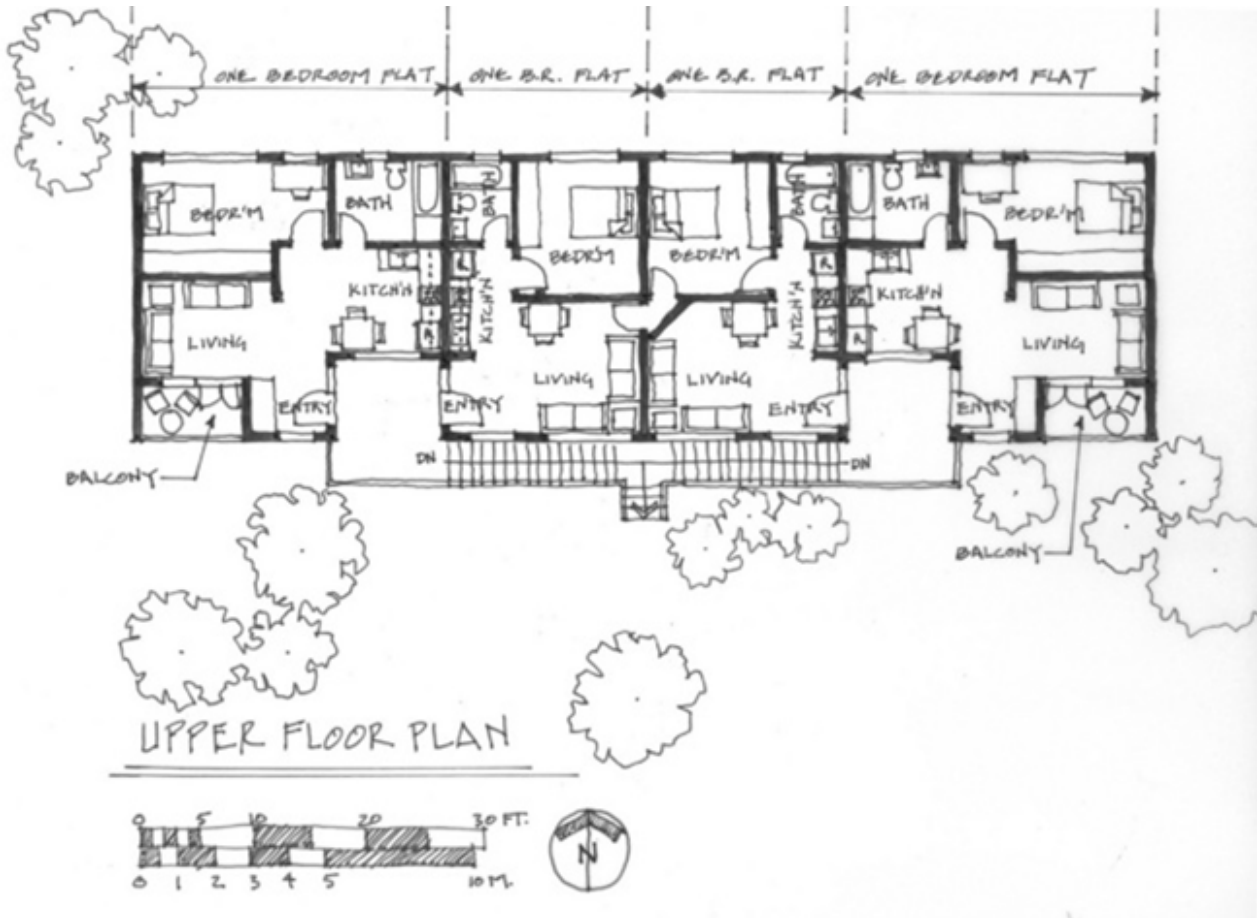 ONE BEDROOM FLAT
ONE B.R. FLAT
ONE B.R. FLAT
ONE BEDROOM FLAT
BEDR'M
BATH
BATH
BEDR'M
BEDR'M
BATH
BATH
BEDR'M
KITCH'N
KITCH'N
KITCH'N
KITCH'N
R
R
R
R
LIVING
LIVING
LIVING
LIVING
ENTRY
ENTRY
ENTRY
ENTRY
DN
DN
BALCONY
BALCONY
UPPER FLOOR PLAN
0 5 10 20 30 FT.
0 1 2 3 4 5 10 M.
N